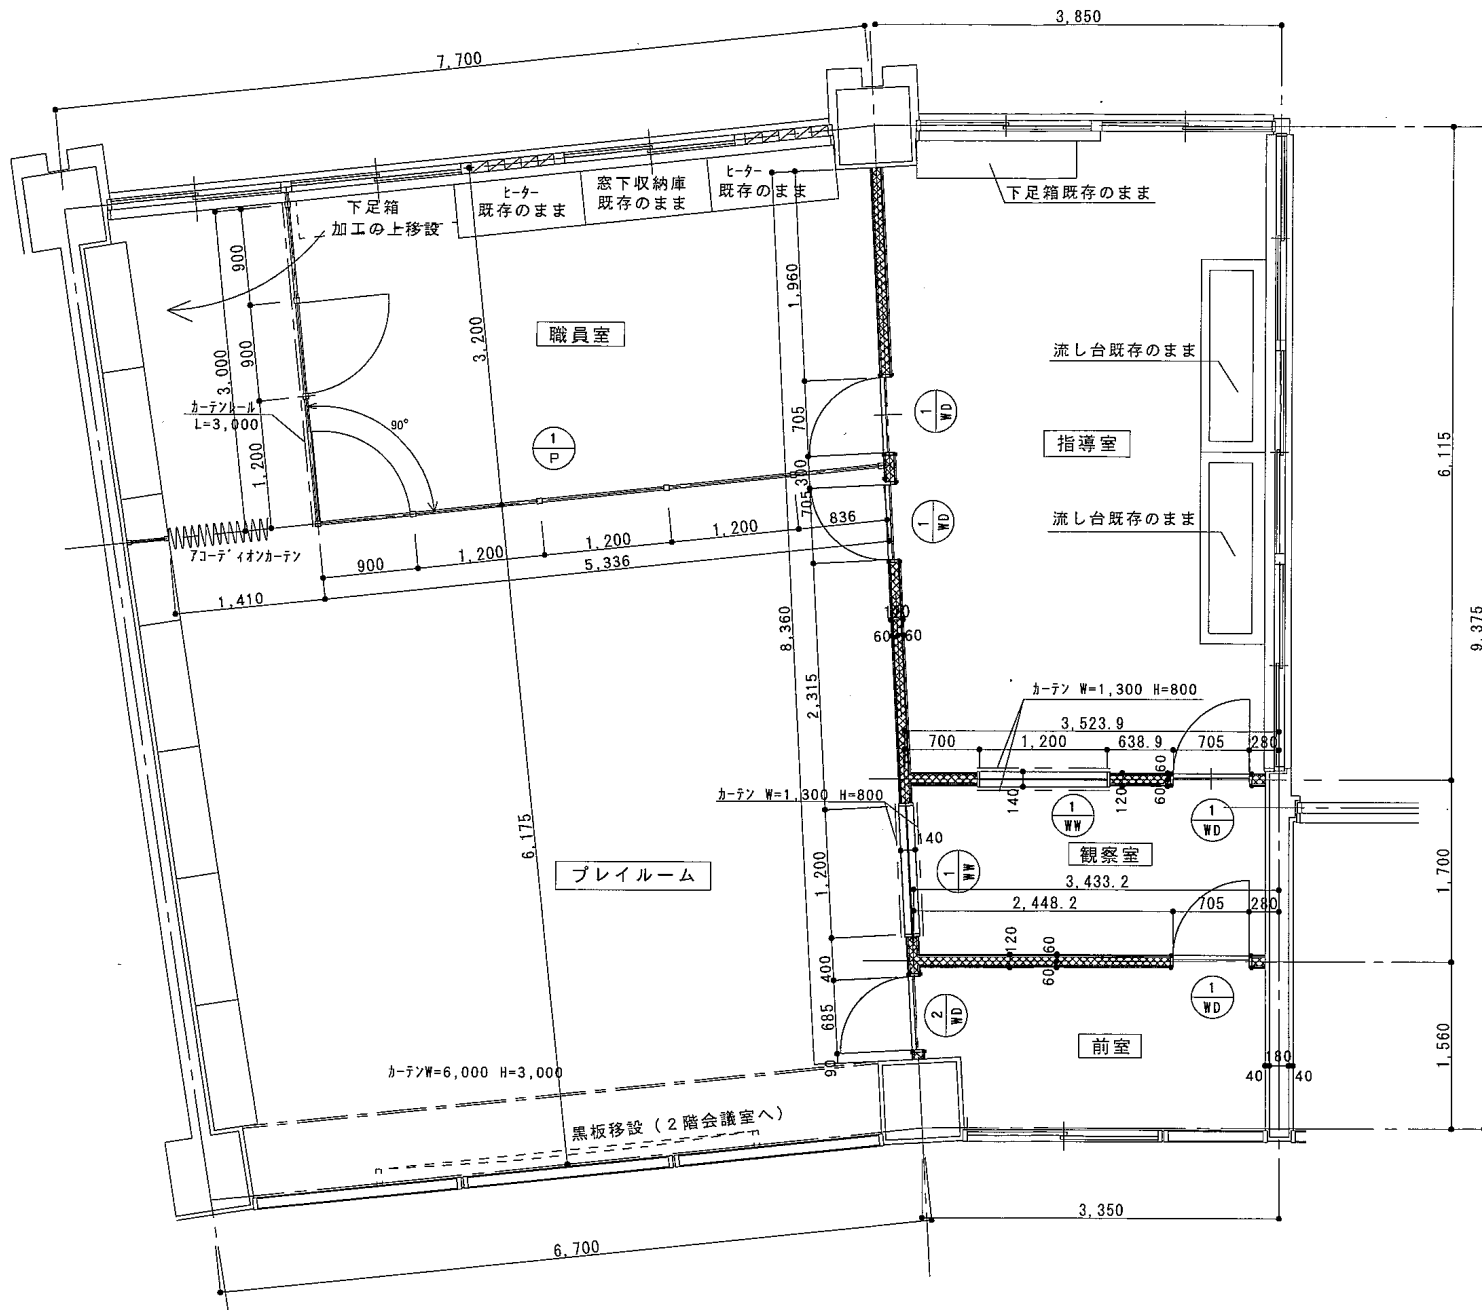 3,850
7,700
ヒーター
既存のまま
窓下収納庫
既存のまま
ヒーター
既存のまま
下足箱
加工の上移設
下足箱既存のまま
900
900
3,000
1,200
カーテンレール
L=3,000
3,200
1,960
職員室
90°
1
P
705
300
705
1
WD
1
WD
指導室
流し台既存のまま
流し台既存のまま
6,115
9,375
アコーディオンカーテン
900
1,200
1,200
1,200
836
5,336
1,410
8,360
2,315
60
60
カーテン W=1,300 H=800
3,523.9
700
1,200
638.9
705
280
カーテン W=1,300 H=800
140
120
60
60
1
WW
1
WD
観察室
1
WW
140
1,200
3,433.2
2,448.2
705
280
1,700
6,175
プレイルーム
120
60
60
400
685
90
2
WD
1
WD
前室
180
40
40
1,560
カーテンW=6,000 H=3,000
黒板移設(2階会議室へ)
3,350
6,700